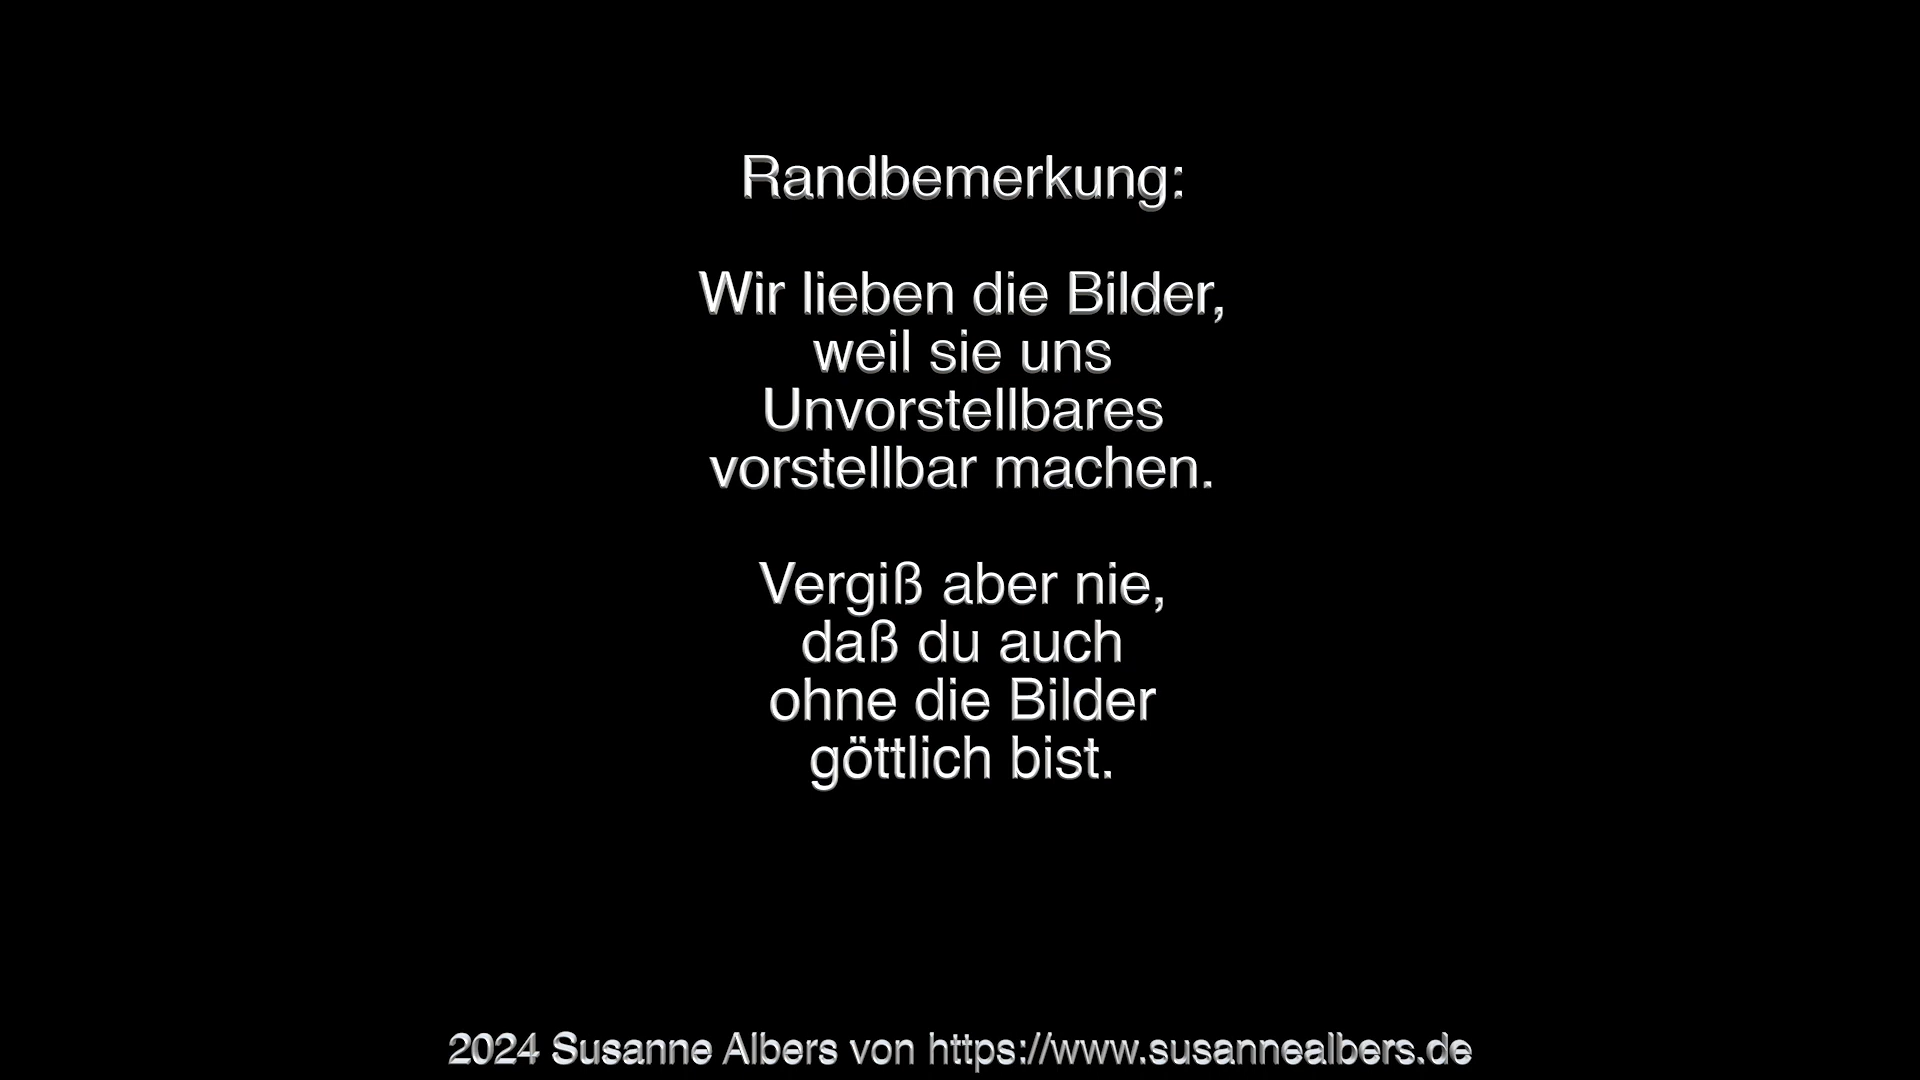 Randbemerkung:
Wir lieben die Bilder,
weil sie uns
Unvorstellbares
vorstellbar machen.
Vergiß aber nie,
daß du auch
ohne die Bilder
göttlich bist.
2024 Susanne Albers von https://www.susannealbers.de